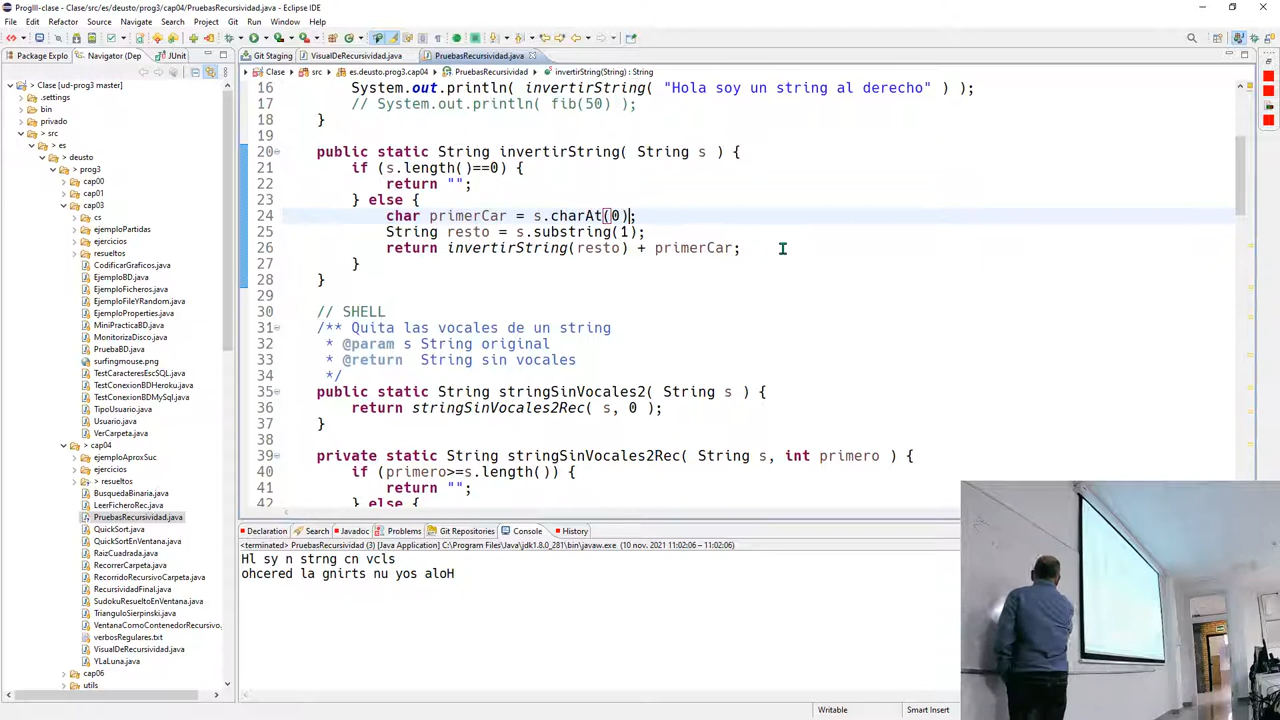 ProgIII-clase - Clase/src/es/deusto/prog3/cap04/PruebasRecursividad.java - Eclipse IDE
File Edit Refactor Source Navigate Search Project Git Run Window Help
Package Explo Navigator (Dep JUnit
Git Staging VisualDeRecursividad.java PruebasRecursividad.java
Clase src es.deusto.prog3.cap04 PruebasRecursividad invertirString(String) : String
Clase [ud-prog3 master]
.settings
bin
privado
src
es
deusto
prog3
cap00
cap01
cap03
cs
ejemploPartidas
ejercicios
resueltos
CodificarGraficos.java
EjemploBD.java
EjemploFicheros.java
EjemploFileYRandom.java
EjemploProperties.java
MiniPracticaBD.java
MonitorizaDisco.java
PruebaBD.java
surfingmouse.png
TestCaracteresEscSQL.java
TestConexionBDHeroku.java
TestConexionBDMySql.java
TipoUsuario.java
Usuario.java
VerCarpeta.java
cap04
ejemploAproxSuc
ejercicios
resueltos
BusquedaBinaria.java
LeerFicheroRec.java
PruebasRecursividad.java
QuickSort.java
QuickSortEnVentana.java
RaizCuadrada.java
RecorrerCarpeta.java
RecorridoRecursivoCarpeta.java
RecursividadFinal.java
SudokuResueltoEnVentana.java
TrianguloSierpinski.java
VentanaComoContenedorRecursivo.
verbosRegulares.txt
VisualDeRecursividad.java
YLaLuna.java
cap06
utils
16 System.out.println( invertirString( "Hola soy un string al derecho" ) );
17 // System.out.println( fib(50) );
18 }
19
20 public static String invertirString( String s ) {
21 if (s.length()==0) {
22 return "";
23 } else {
24 char primerCar = s.charAt(0);
25 String resto = s.substring(1);
26 return invertirString(resto) + primerCar;
27 }
28 }
29
30 // SHELL
31 /** Quita las vocales de un string
32 * @param s String original
33 * @return String sin vocales
34 */
35 public static String stringSinVocales2( String s ) {
36 return stringSinVocales2Rec( s, 0 );
37 }
38
39 private static String stringSinVocales2Rec( String s, int primero ) {
40 if (primero>=s.length()) {
41 return "";
42 } else {
Declaration Search Javadoc Problems Git Repositories Console History
<terminated> PruebasRecursividad (3) [Java Application] C:\Program Files\Java\jdk1.8.0_281\bin\javaw.exe (10 nov. 2021 11:02:06 – 11:02:06)
Hl sy n strng cn vcls
ohcered la gnirts nu yos aloH
Writable Smart Insert